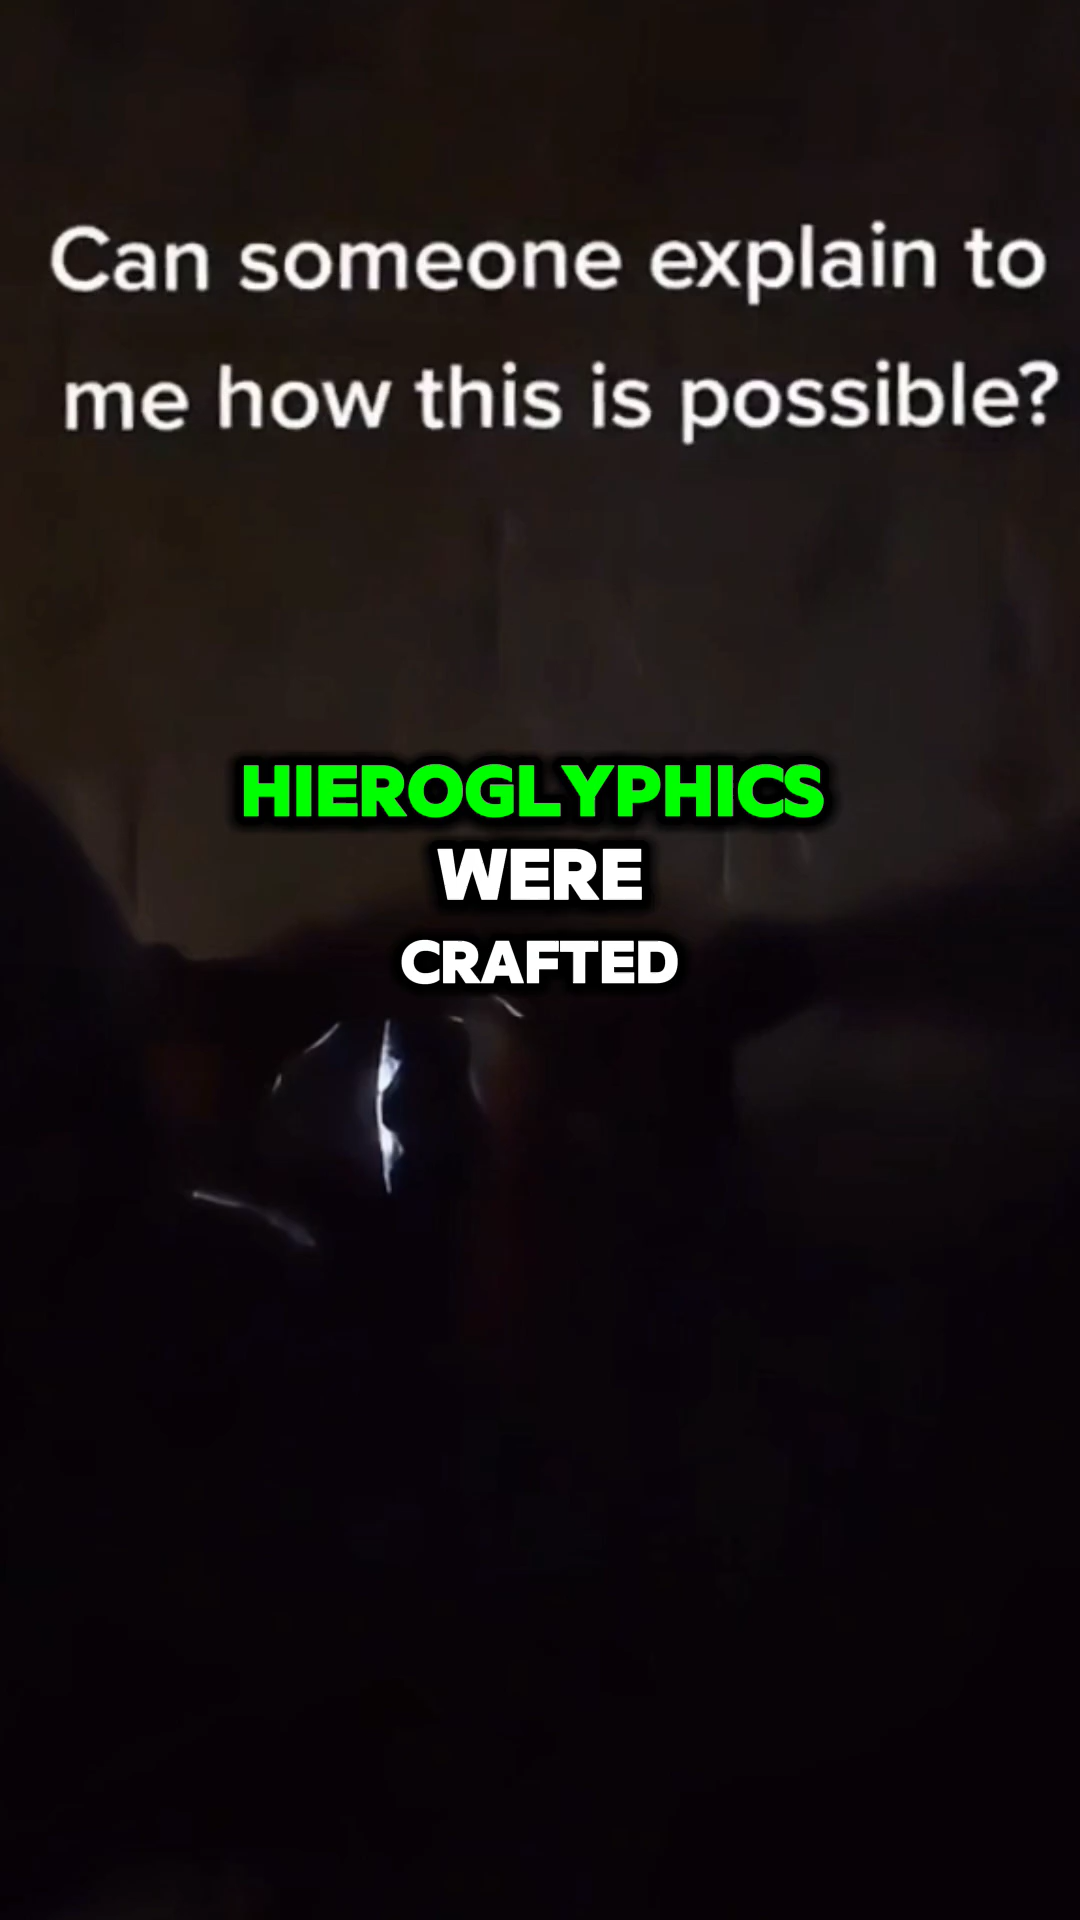 Can someone explain to
me how this is possible?
HIEROGLYPHICS
WERE
CRAFTED